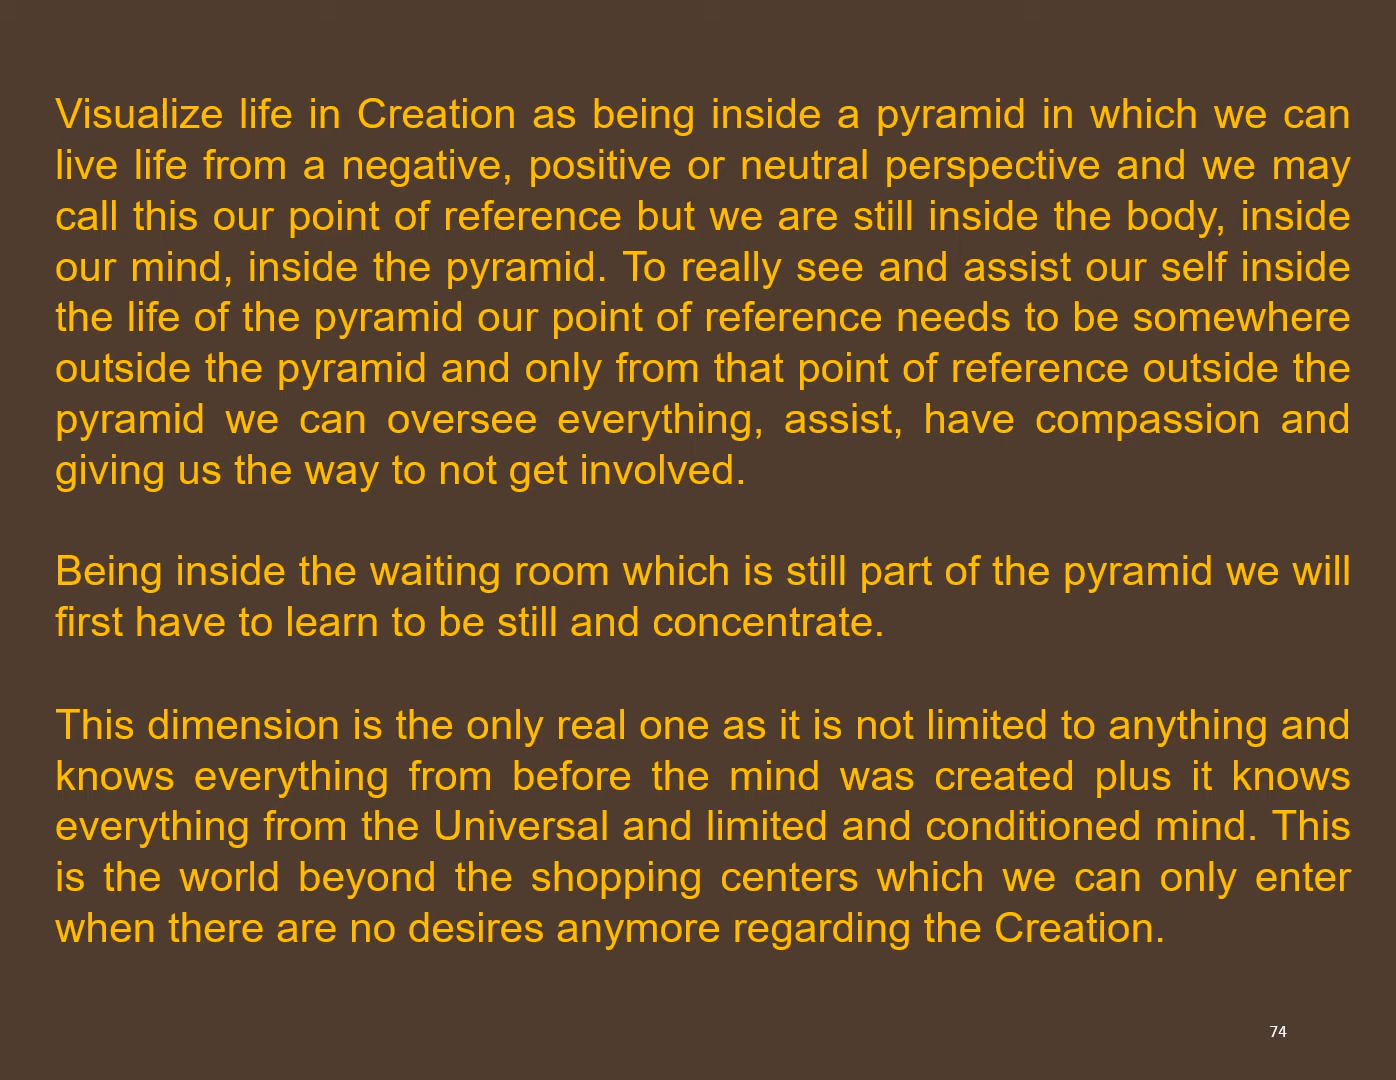 Visualize life in Creation as being inside a pyramid in which we can
live life from a negative, positive or neutral perspective and we may
call this our point of reference but we are still inside the body, inside
our mind, inside the pyramid. To really see and assist our self inside
the life of the pyramid our point of reference needs to be somewhere
outside the pyramid and only from that point of reference outside the
pyramid we can oversee everything, assist, have compassion and
giving us the way to not get involved.
Being inside the waiting room which is still part of the pyramid we will
first have to learn to be still and concentrate.
This dimension is the only real one as it is not limited to anything and
knows everything from before the mind was created plus it knows
everything from the Universal and limited and conditioned mind. This
is the world beyond the shopping centers which we can only enter
when there are no desires anymore regarding the Creation.
74